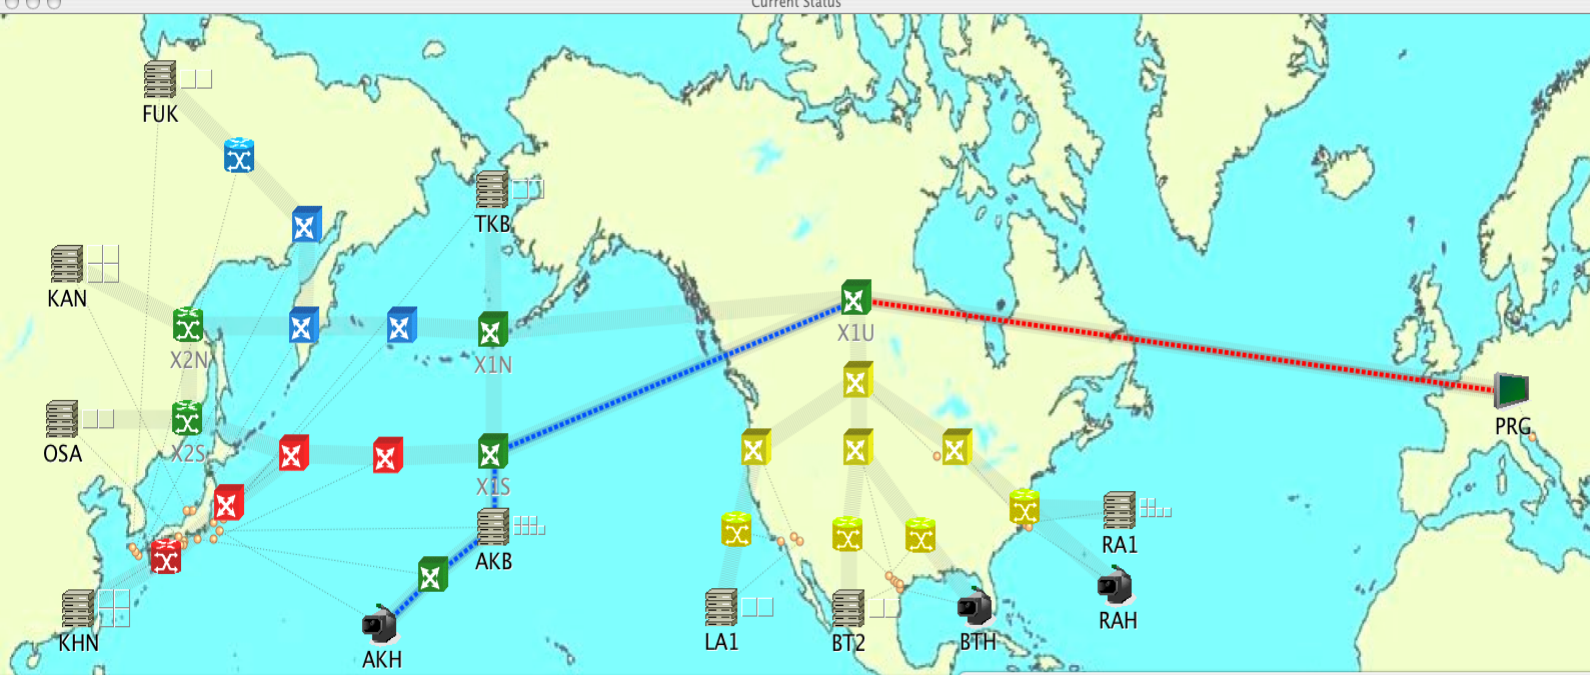 Current Status
FUK
TKB
KAN
X2N
X1N
X1U
OSA
X2S
X1S
PRG
AKB
RA1
KHN
AKH
LA1
BT2
BTH
RAH